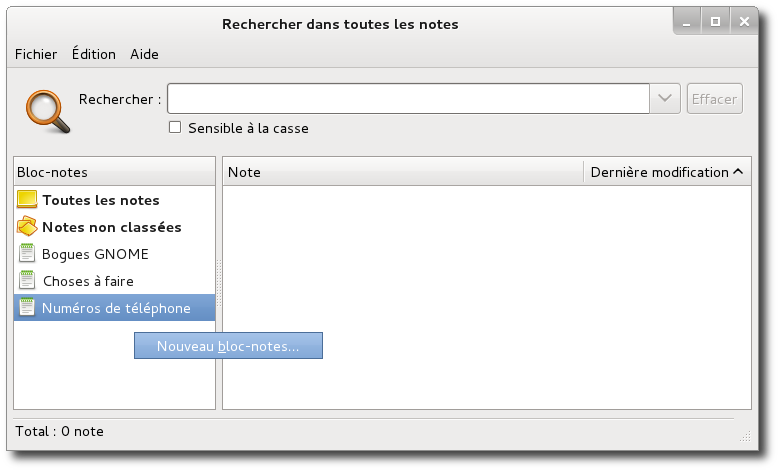 Rechercher dans toutes les notes
Fichier Édition Aide
Rechercher : Effacer
Sensible à la casse
Bloc-notes Note Dernière modification
Toutes les notes
Notes non classées
Bogues GNOME
Choses à faire
Numéros de téléphone
Nouveau bloc-notes...
Total : 0 note